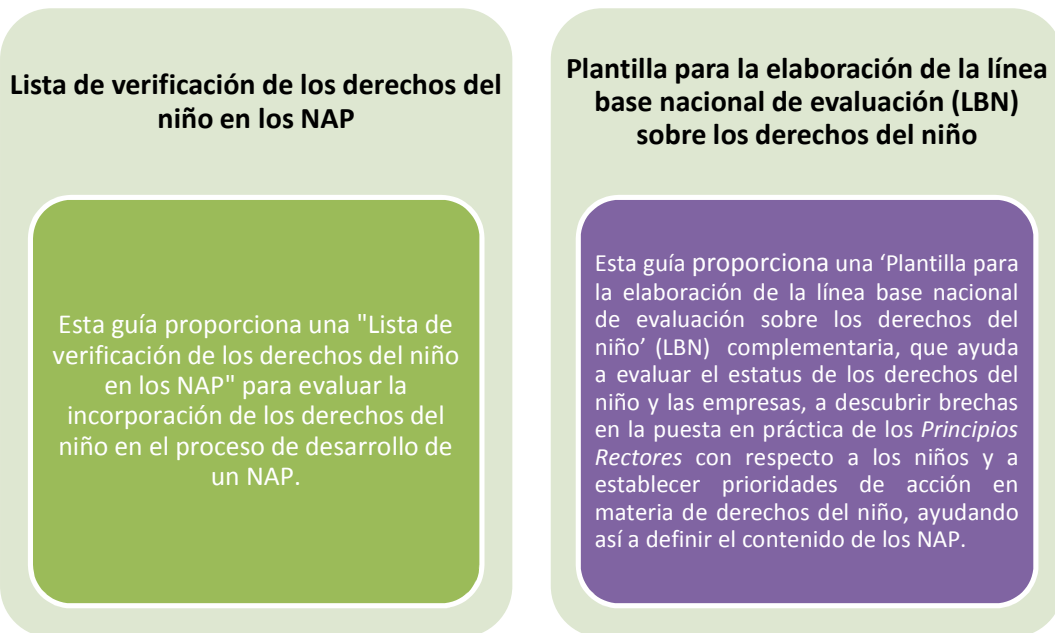 Lista de verificación de los derechos del
niño en los NAP
Esta guía proporciona una "Lista de
verificación de los derechos del niño
en los NAP" para evaluar la
incorporación de los derechos del
niño en el proceso de desarrollo de
un NAP.
Plantilla para la elaboración de la línea
base nacional de evaluación (LBN)
sobre los derechos del niño
Esta guía proporciona una ‘Plantilla para
la elaboración de la línea base nacional
de evaluación sobre los derechos del
niño’ (LBN) complementaria, que ayuda
a evaluar el estatus de los derechos del
niño y las empresas, a descubrir brechas
en la puesta en práctica de los Principios
Rectores con respecto a los niños y a
establecer prioridades de acción en
materia de derechos del niño, ayudando
así a definir el contenido de los NAP.